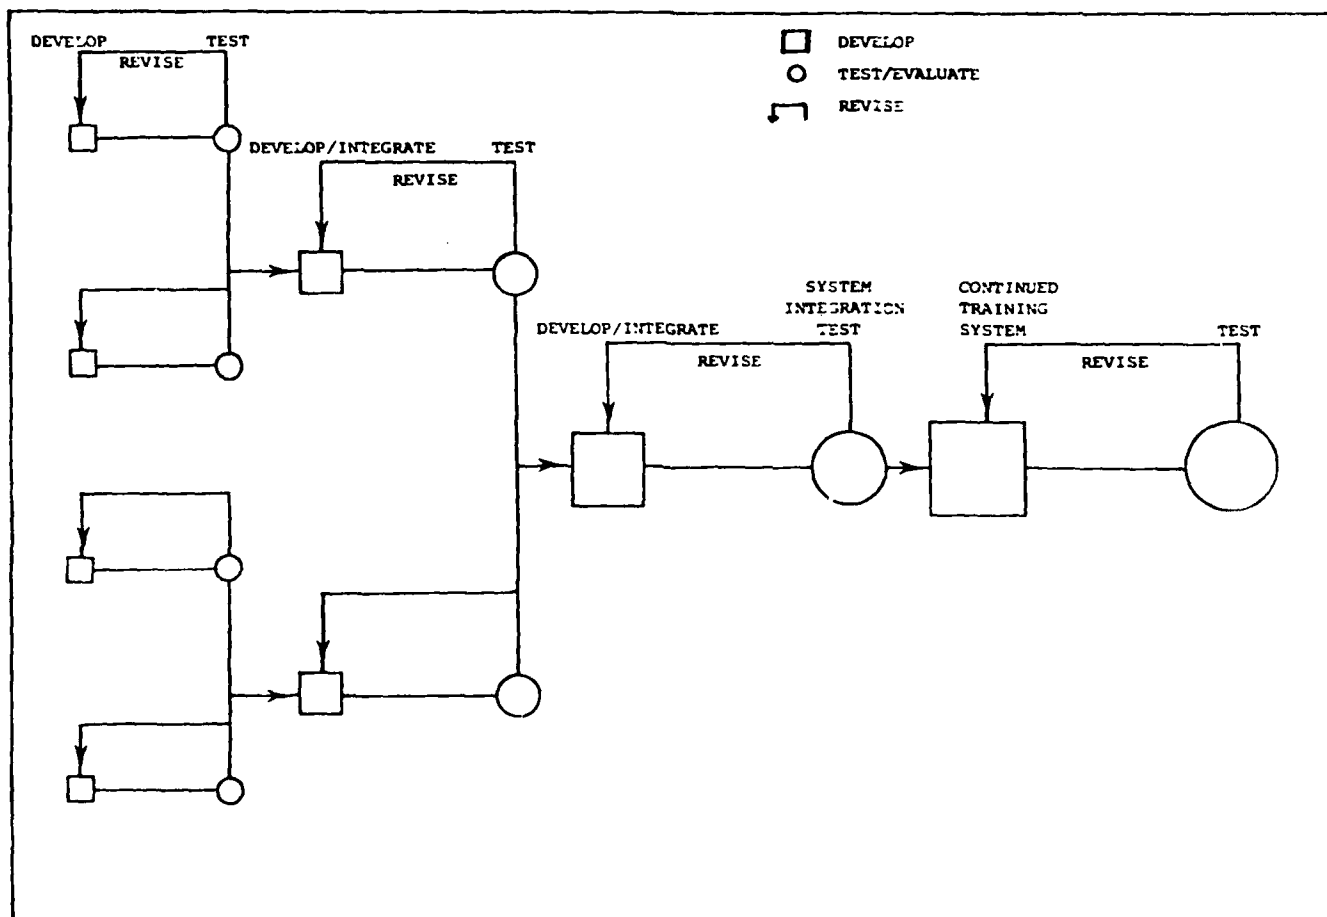 DEVELOP TEST
REVISE
DEVELOP
TEST/EVALUATE
REVISE
DEVELOP/INTEGRATE TEST
REVISE
SYSTEM
INTEGRATION
TEST
CONTINUED
TRAINING
SYSTEM
DEVELOP/INTEGRATE
REVISE
TEST
REVISE